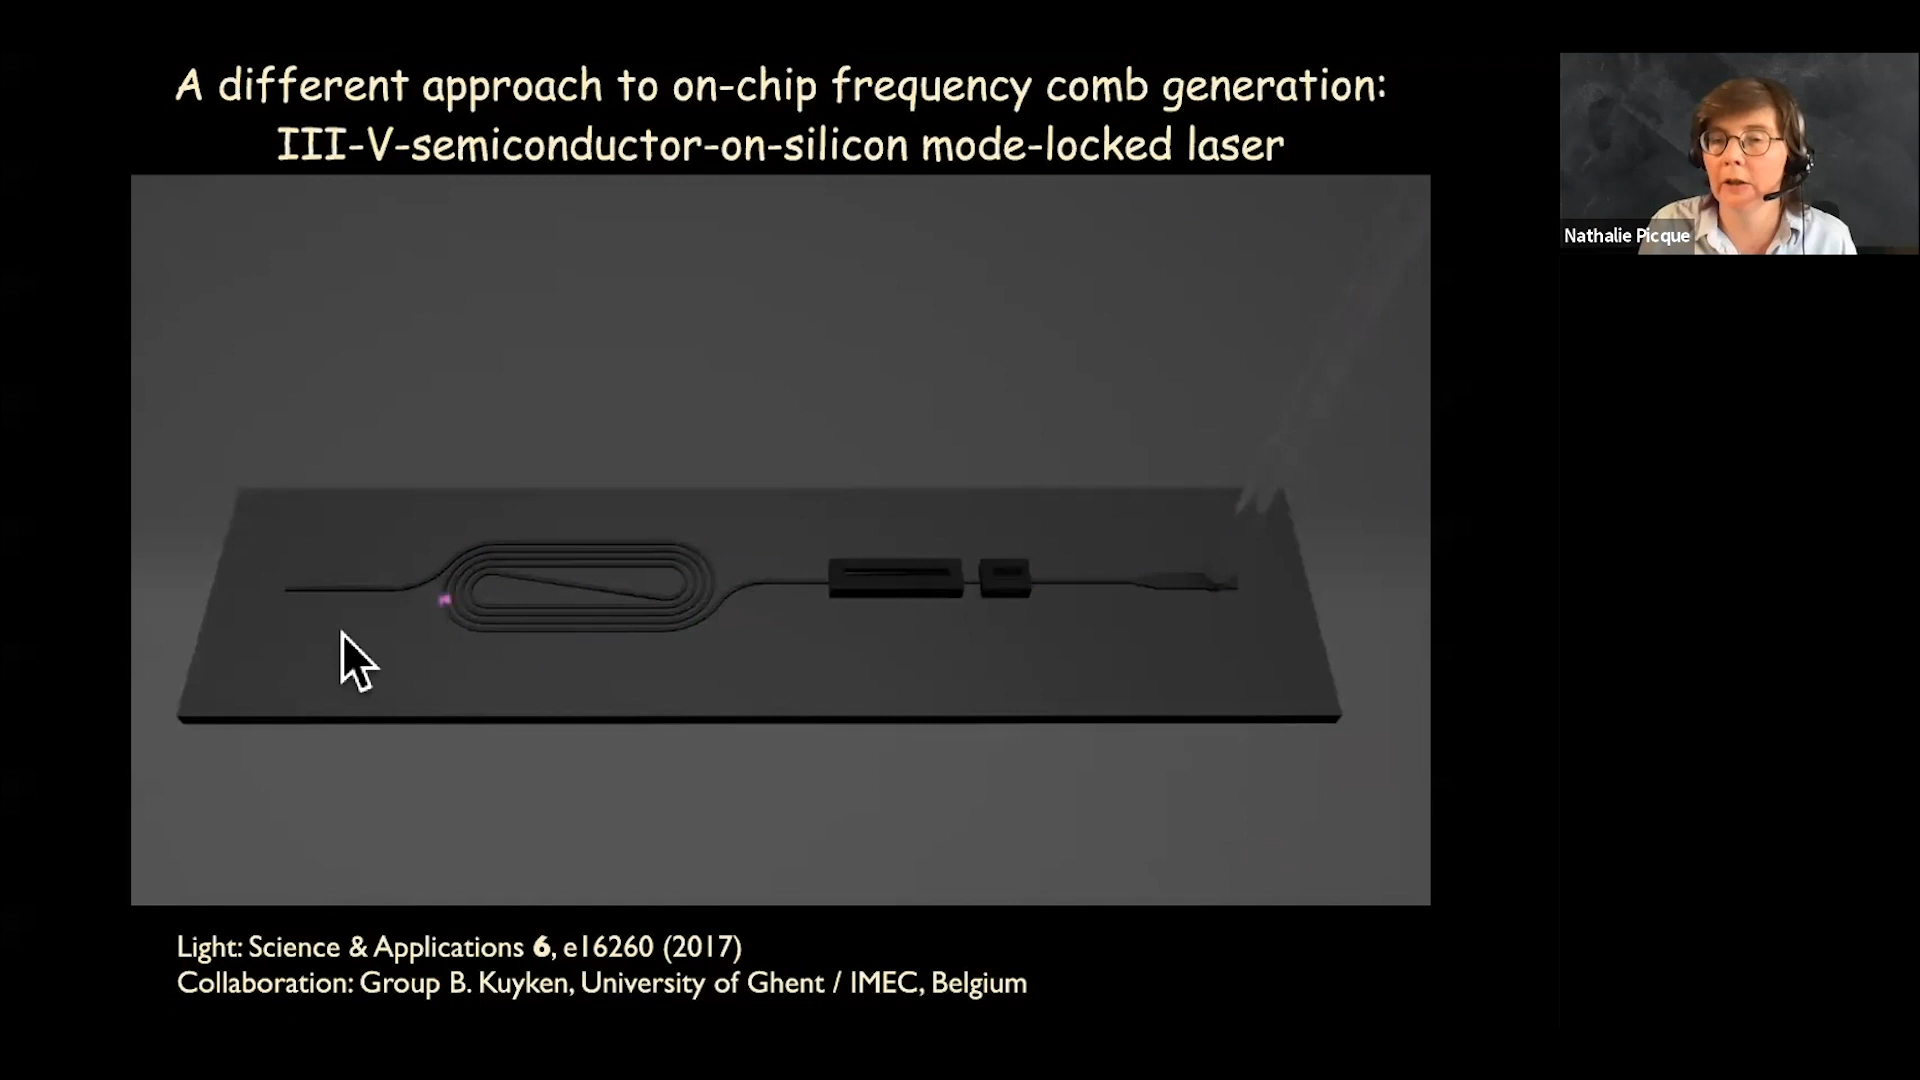 A different approach to on-chip frequency comb generation:
III-V-semiconductor-on-silicon mode-locked laser
Nathalie Picque
Light: Science & Applications 6, e16260 (2017)
Collaboration: Group B. Kuyken, University of Ghent / IMEC, Belgium